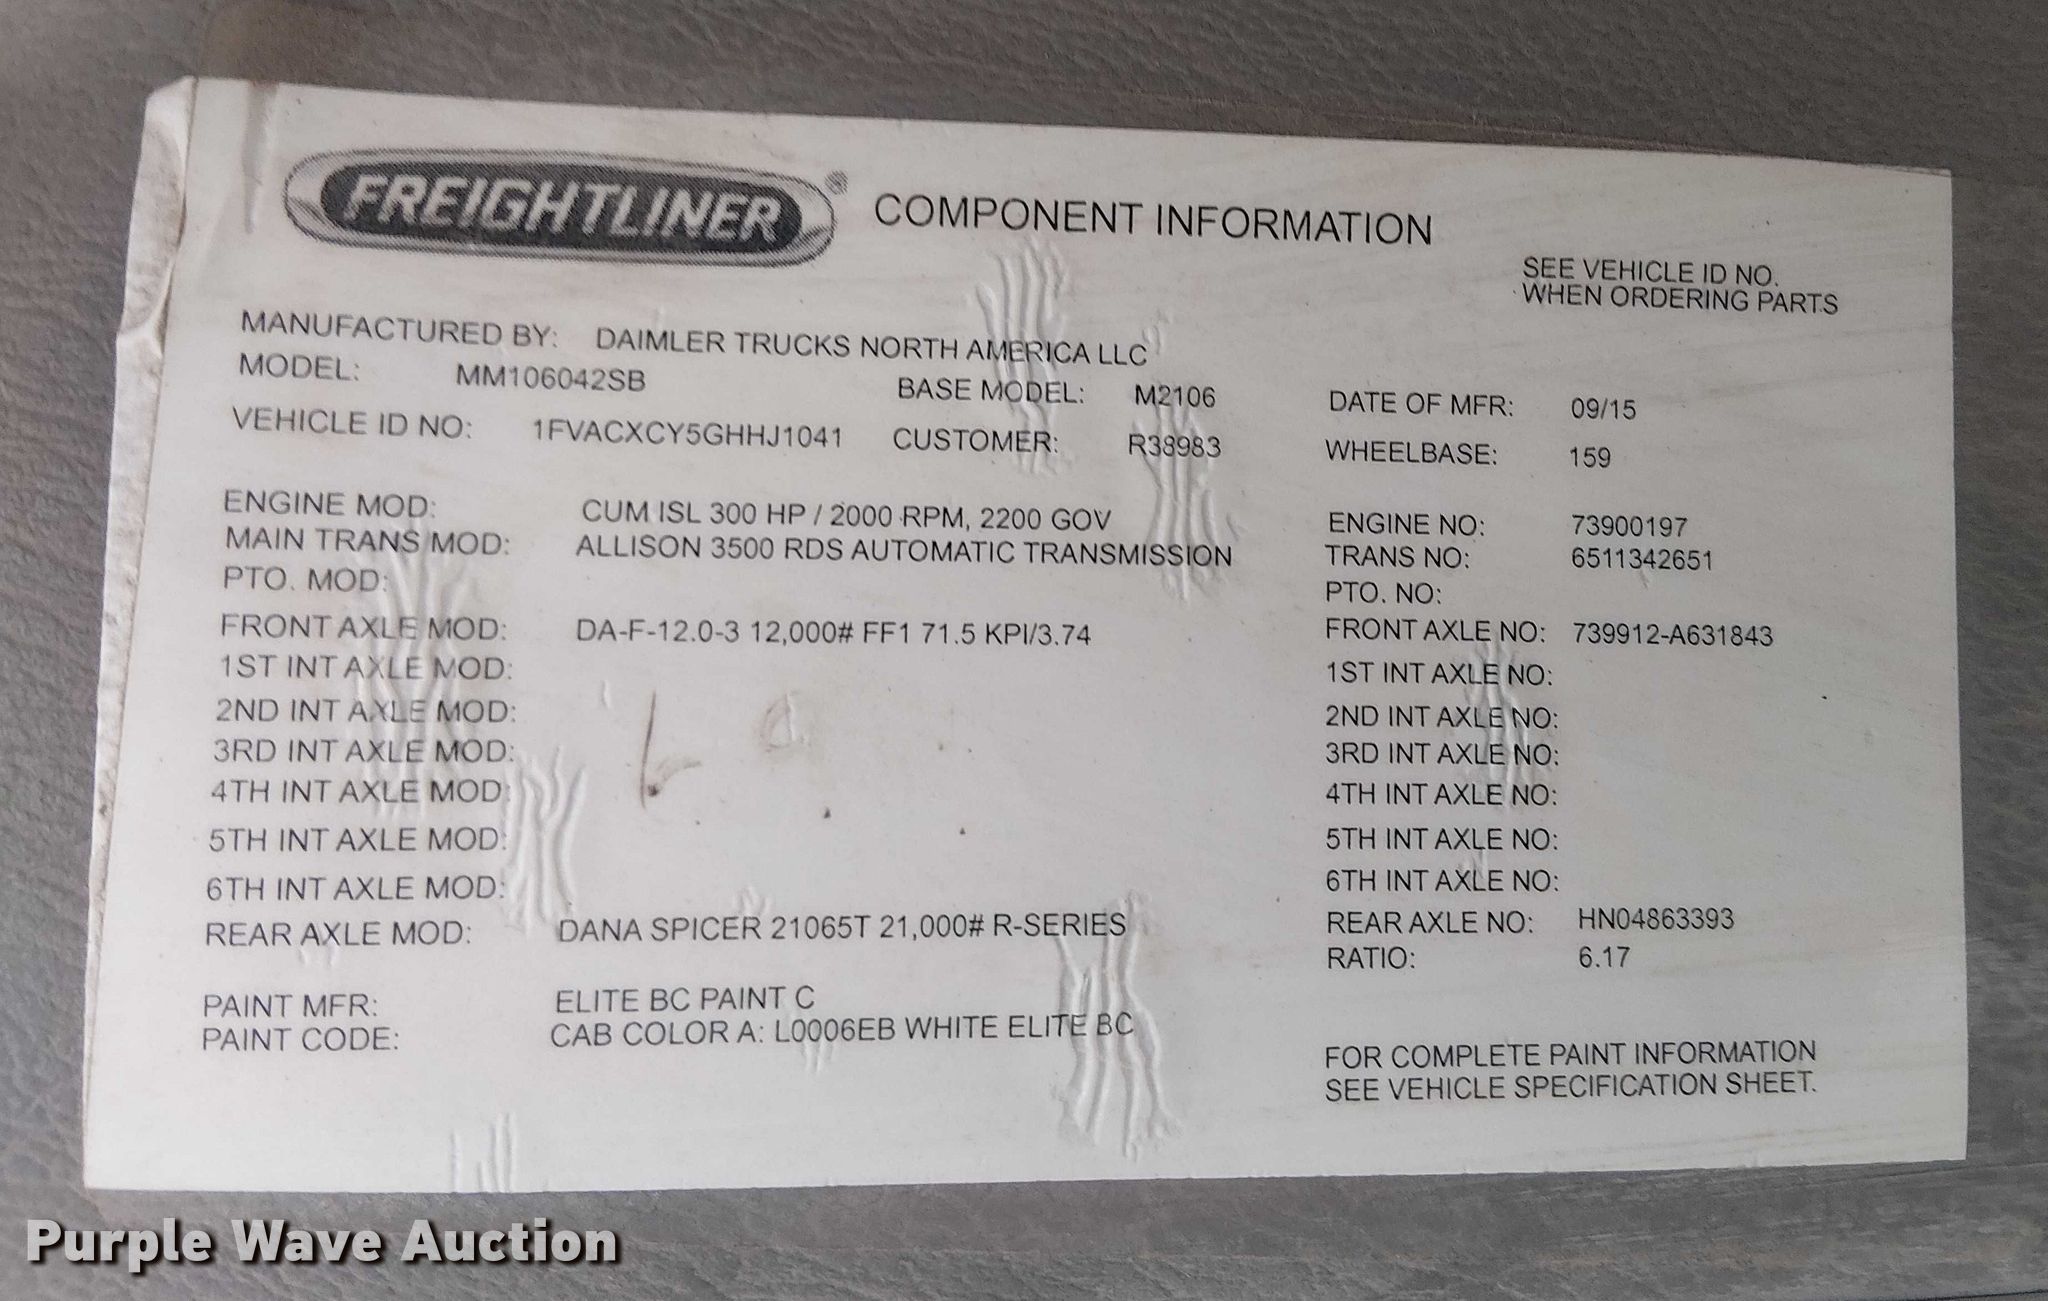 FREIGHTLINER® COMPONENT INFORMATION
SEE VEHICLE ID NO.
WHEN ORDERING PARTS
MANUFACTURED BY: DAIMLER TRUCKS NORTH AMERICA LLC
MODEL: MM106042SB BASE MODEL: M2106 DATE OF MFR: 09/15
VEHICLE ID NO: 1FVACXCY5GHHJ1041 CUSTOMER: R38983 WHEELBASE: 159
ENGINE MOD: CUM ISL 300 HP / 2000 RPM, 2200 GOV ENGINE NO: 73900197
MAIN TRANS MOD: ALLISON 3500 RDS AUTOMATIC TRANSMISSION TRANS NO: 6511342651
PTO. MOD: PTO. NO:
FRONT AXLE MOD: DA-F-12.0-3 12,000# FF1 71.5 KPI/3.74 FRONT AXLE NO: 739912-A631843
1ST INT AXLE MOD: 1ST INT AXLE NO:
2ND INT AXLE MOD: 2ND INT AXLE NO:
3RD INT AXLE MOD: 3RD INT AXLE NO:
4TH INT AXLE MOD: 4TH INT AXLE NO:
5TH INT AXLE MOD: 5TH INT AXLE NO:
6TH INT AXLE MOD: 6TH INT AXLE NO:
REAR AXLE MOD: DANA SPICER 21065T 21,000# R-SERIES REAR AXLE NO: HN04863393
RATIO: 6.17
PAINT MFR: ELITE BC PAINT C
PAINT CODE: CAB COLOR A: L0006EB WHITE ELITE BC
FOR COMPLETE PAINT INFORMATION
SEE VEHICLE SPECIFICATION SHEET.
Purple Wave Auction